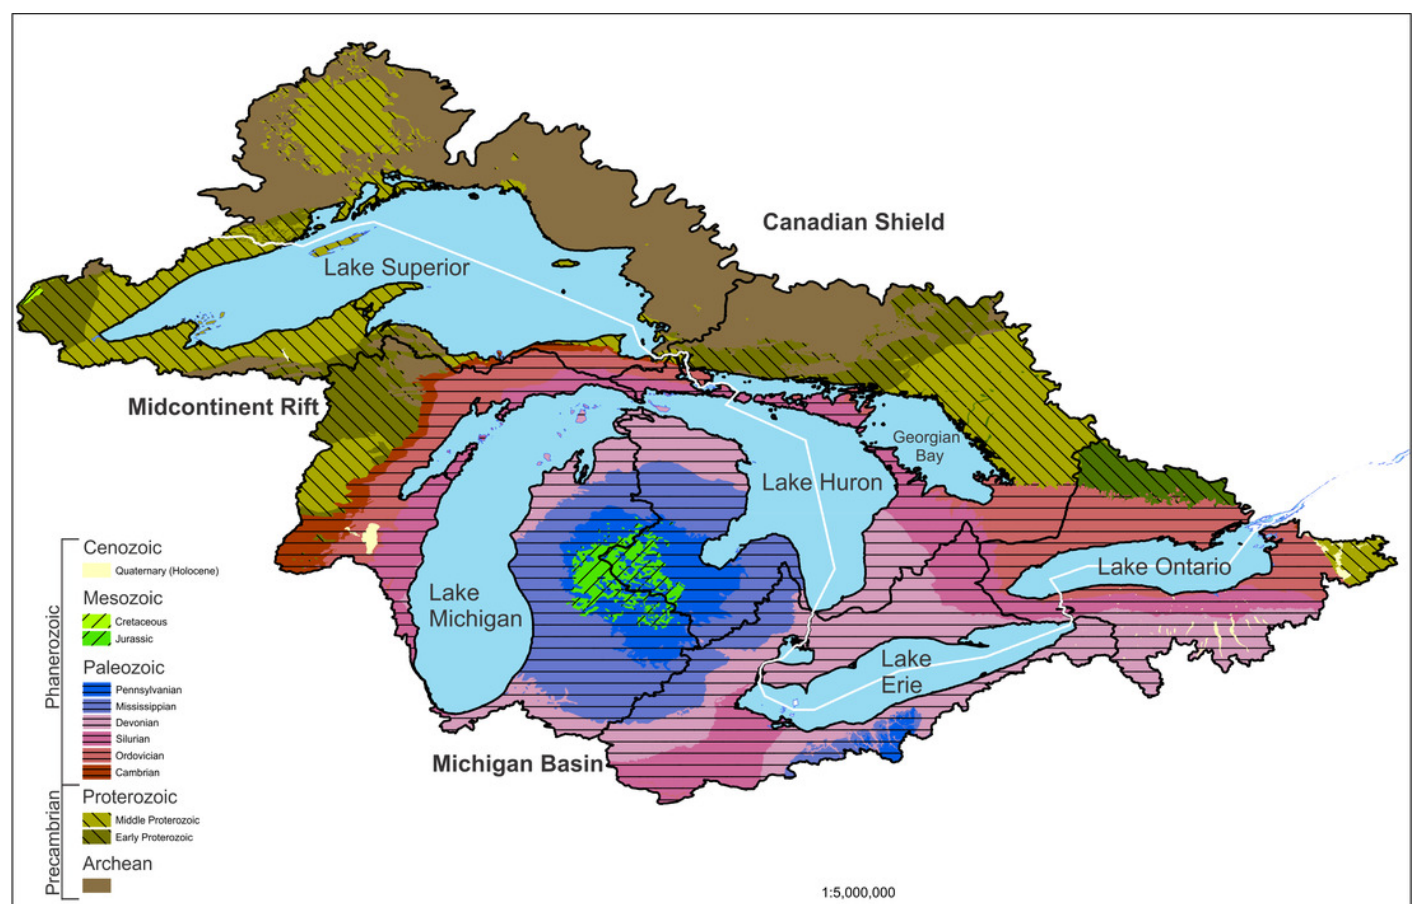 Canadian Shield
Lake Superior
Midcontinent Rift
Georgian
Bay
Lake Huron
Lake Ontario
Lake
Michigan
Lake
Erie
Michigan Basin
Phanerozoic
Cenozoic
Quaternary (Holocene)
Mesozoic
Cretaceous
Jurassic
Paleozoic
Pennsylvanian
Mississippian
Devonian
Silurian
Ordovician
Cambrian
Precambrian
Proterozoic
Middle Proterozoic
Early Proterozoic
Archean
1:5,000,000